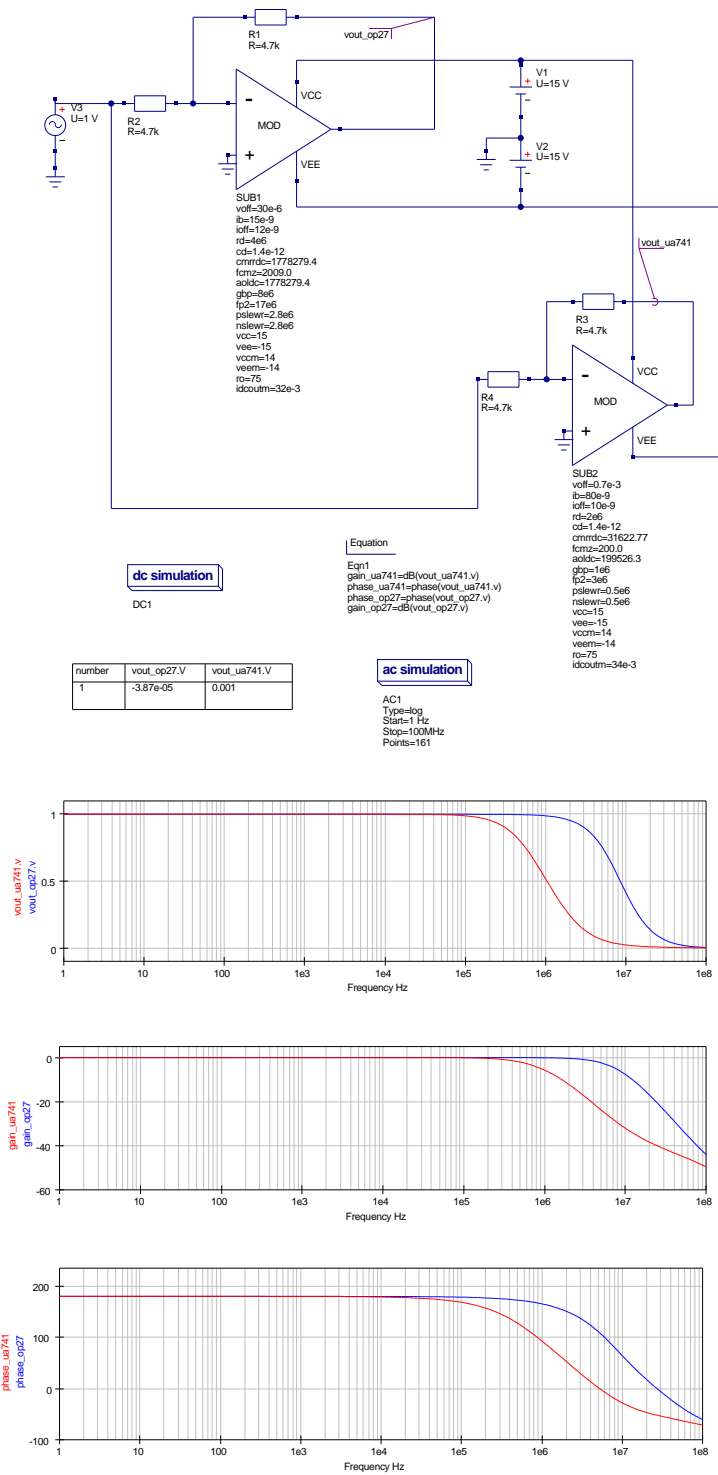 R1
R=4.7k
vout_op27
V3
U=1 V
R2
R=4.7k
-
VCC
MOD
+
VEE
V1
U=15 V
V2
U=15 V
SUB1
voff=30e-6
ib=15e-9
ioff=12e-9
rd=4e6
cd=1.4e-12
cmrrdc=1778279.4
fcmz=2009.0
aoldc=1778279.4
gbp=8e6
fp2=17e6
pslewr=2.8e6
nslewr=2.8e6
vcc=15
vee=-15
vccm=14
veem=-14
ro=75
idcoutm=32e-3
vout_ua741
R3
R=4.7k
R4
R=4.7k
-
VCC
MOD
+
VEE
SUB2
voff=0.7e-3
ib=80e-9
ioff=10e-9
rd=2e6
cd=1.4e-12
cmrrdc=31622.77
fcmz=200.0
aoldc=199526.3
gbp=1e6
fp2=3e6
pslewr=0.5e6
nslewr=0.5e6
vcc=15
vee=-15
vccm=14
veem=-14
ro=75
idcoutm=34e-3
dc simulation
DC1
Equation
Eqn1
gain_ua741=dB(vout_ua741.v)
phase_ua741=phase(vout_ua741.v)
phase_op27=phase(vout_op27.v)
gain_op27=dB(vout_op27.v)
number vout_op27.V vout_ua741.V
1 -3.87e-05 0.001
ac simulation
AC1
Type=log
Start=1 Hz
Stop=100MHz
Points=161
vout_ua741.v
vout_op27.v
1
0.5
0
1 10 100 1e3 1e4 1e5 1e6 1e7 1e8
Frequency Hz
gain_ua741
gain_op27
0
-20
-40
-60
1 10 100 1e3 1e4 1e5 1e6 1e7 1e8
Frequency Hz
phase_ua741
phase_op27
200
100
0
-100
1 10 100 1e3 1e4 1e5 1e6 1e7 1e8
Frequency Hz